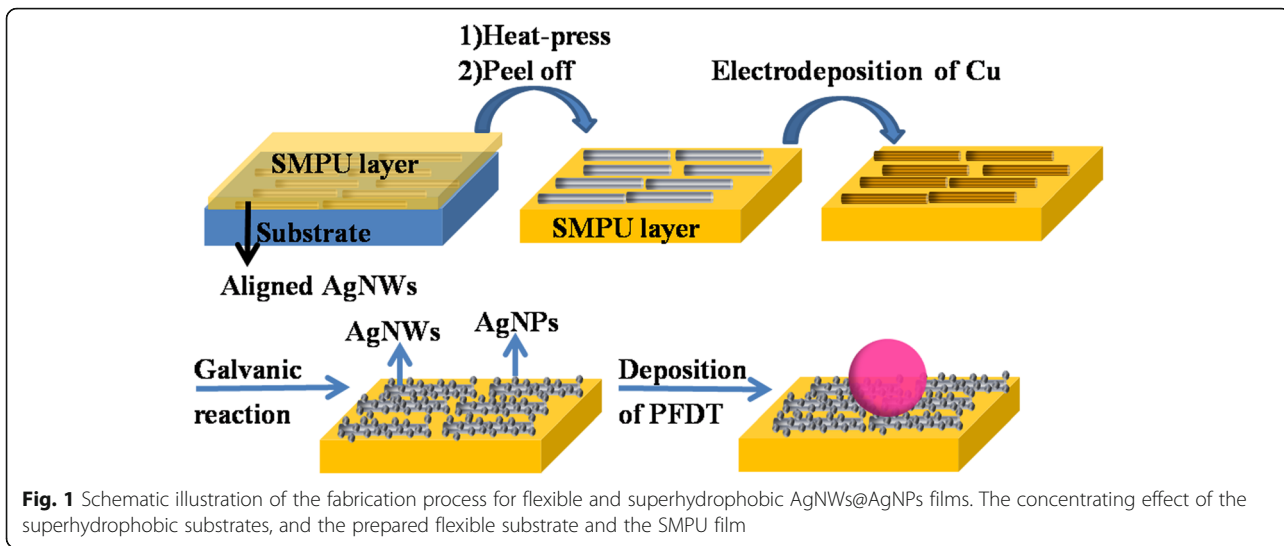 1)Heat-press
2)Peel off
Electrodeposition of Cu
SMPU layer
Substrate
SMPU layer
Aligned AgNWs
AgNWs
AgNPs
Galvanic
reaction
Deposition
of PFDT
Fig. 1 Schematic illustration of the fabrication process for flexible and superhydrophobic AgNWs@AgNPs films. The concentrating effect of the
superhydrophobic substrates, and the prepared flexible substrate and the SMPU film